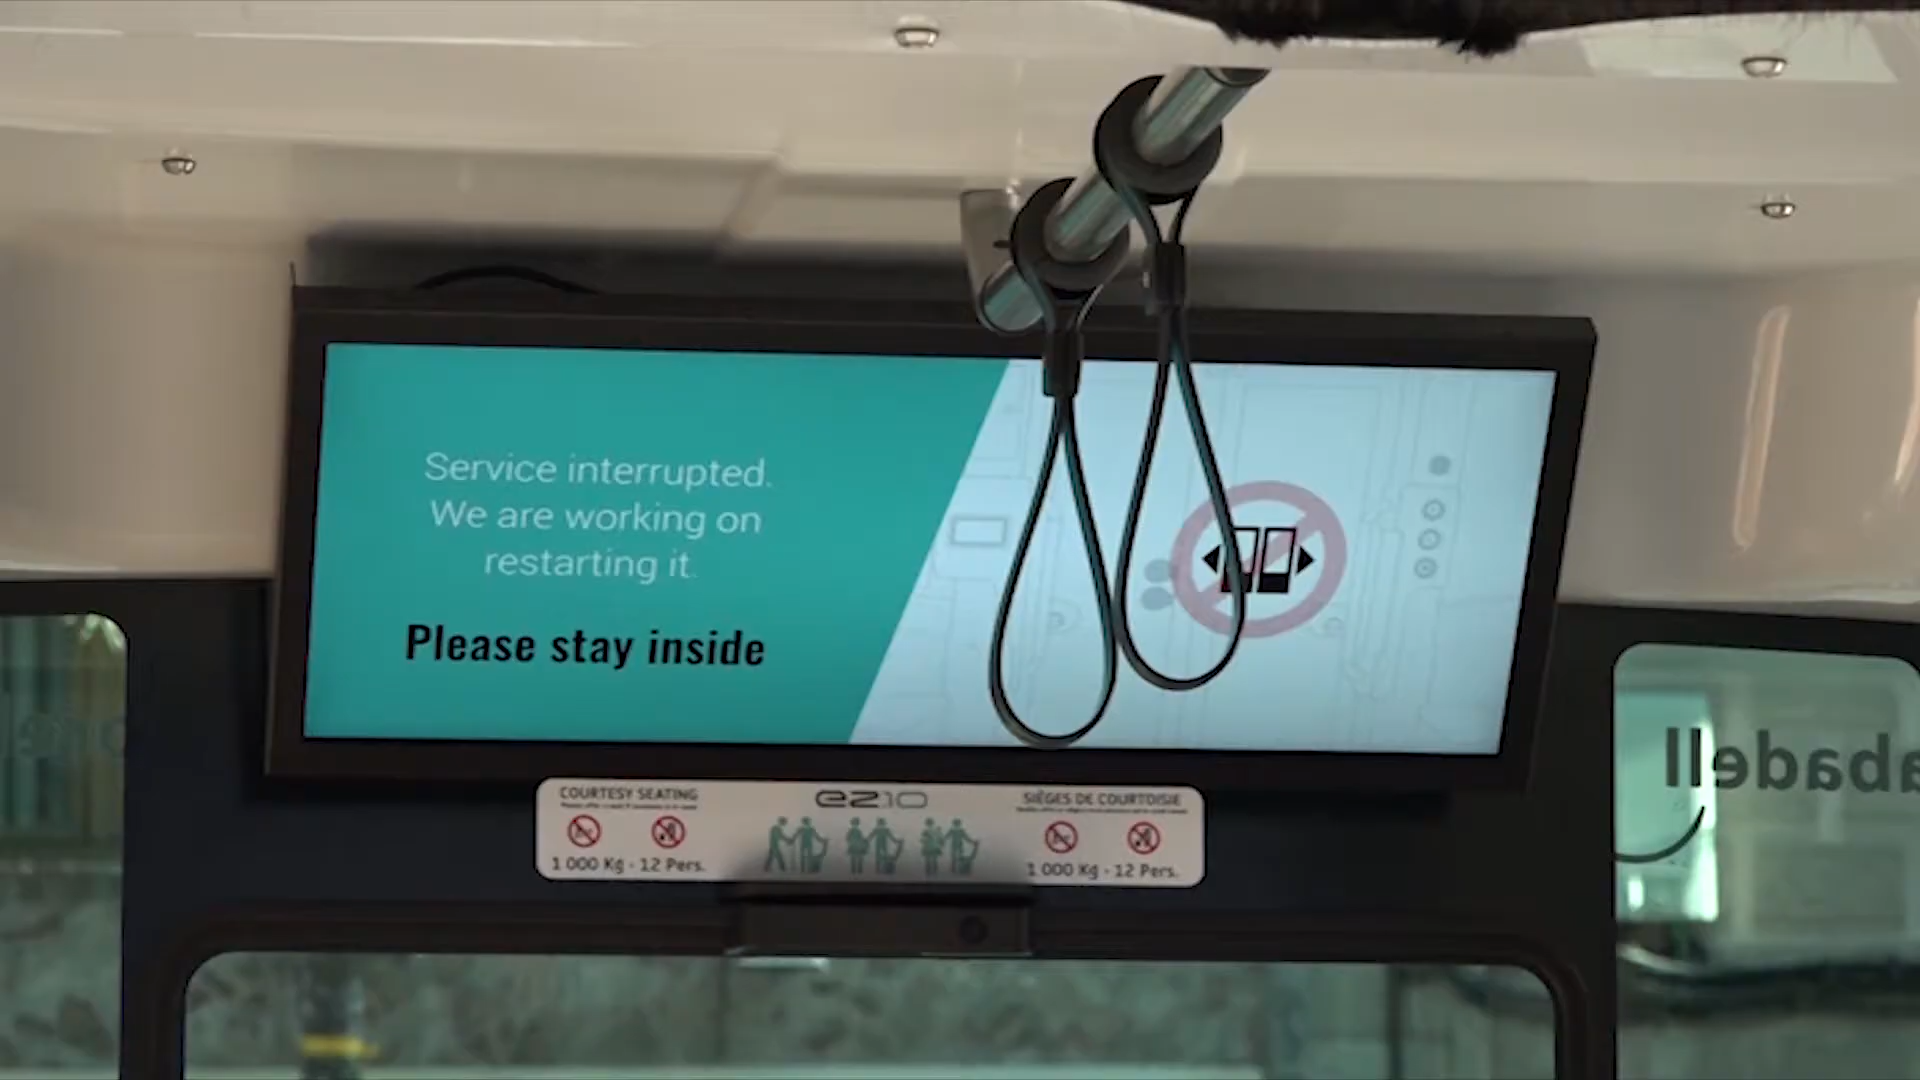 Service interrupted.
We are working on
restarting it.
Please stay inside
COURTESY SEATING
1 000 Kg - 12 Pers.
ez10
SIÈGES DE COURTOISIE
1 000 Kg - 12 Pers.
abadell